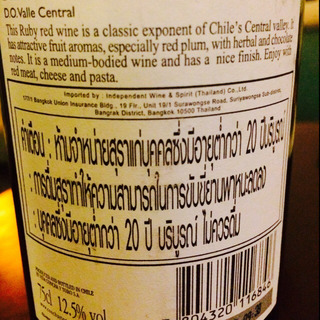 D.O.Valle Central
This Ruby red wine is a classic exponent of Chile's Central valley. It
has attractive fruit aromas, especially red plum, with herbal and chocolate
notes. It is a medium-bodied wine and has a nice finish. Enjoy with
red meat, cheese and pasta.
Imported by : Independent Wine & Spirit (Thailand) Co., Ltd.
175/1 Bangkok Union Insurance Bldg., 19 Flr., Unit 19/1 Surawongse Road, Suriyawongse Sub-district,
Bangrak District, Bangkok 10500 Thailand
คำเตือน : ห้ามจำหน่ายสุราแก่บุคคลซึ่งมีอายุต่ำกว่า 20 ปีบริบูรณ์
- การดื่มสุราทำให้ความสามารถในการขับขี่ยานพาหนะลดลง
- บุคคลซึ่งมีอายุต่ำกว่า 20 ปี บริบูรณ์ ไม่ควรดื่ม
PRODUCED AND BOTTLED IN CHILE
75cl 12.5% vol
804320 116846